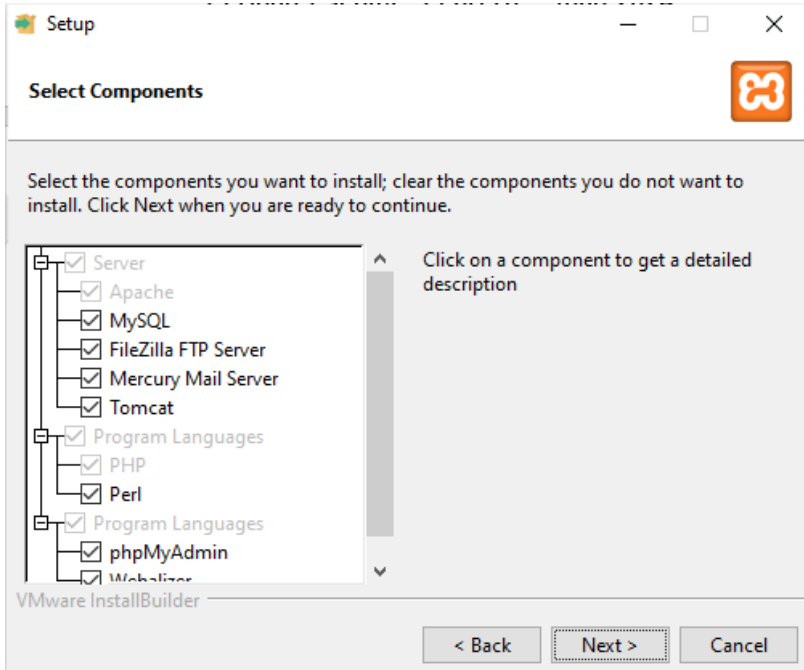 Setup
Select Components
Select the components you want to install; clear the components you do not want to
install. Click Next when you are ready to continue.
Server
Apache
MySQL
FileZilla FTP Server
Mercury Mail Server
Tomcat
Program Languages
PHP
Perl
Program Languages
phpMyAdmin
Webalizer
Click on a component to get a detailed
description
VMware InstallBuilder
< Back
Next >
Cancel